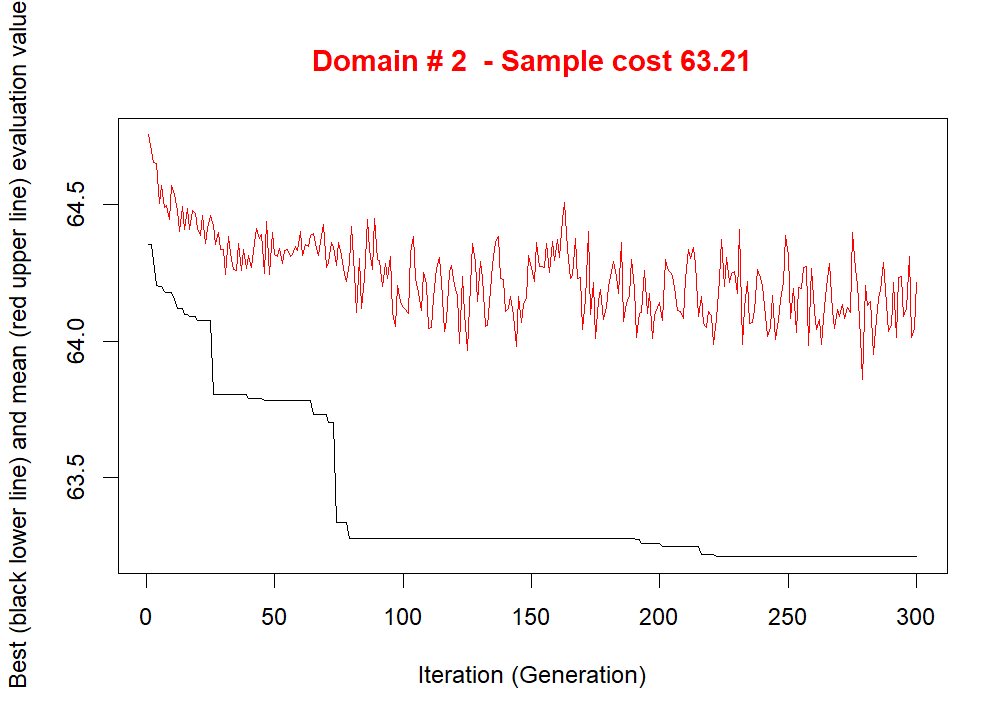 Domain # 2  - Sample cost 63.21
Best (black lower line) and mean (red upper line) evaluation value
64.5
64.0
63.5
0 50 100 150 200 250 300
Iteration (Generation)